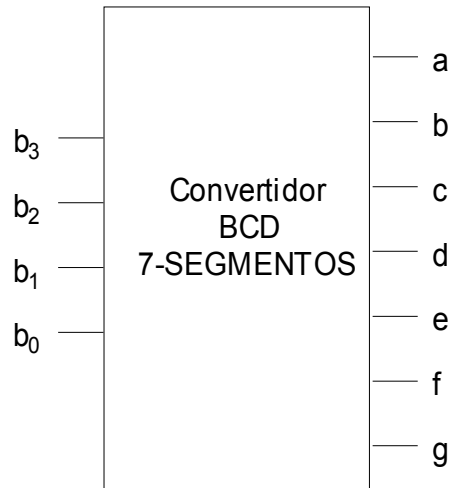 a
b
b₃
Convertidor
c
b₂
BCD
7-SEGMENTOS
d
b₁
e
b₀
f
g